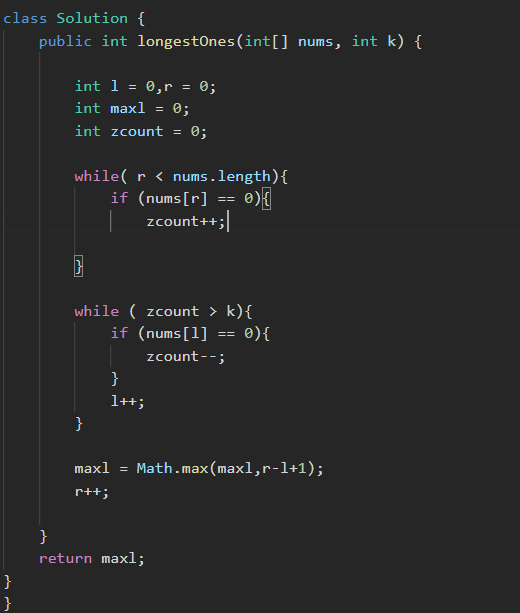 class Solution {
    public int longestOnes(int[] nums, int k) {
        int l = 0,r = 0;
        int maxl = 0;
        int zcount = 0;
        while( r < nums.length){
            if (nums[r] == 0){
                zcount++;
        }
        while ( zcount > k){
            if (nums[l] == 0){
                zcount--;
            }
            l++;
        }
        maxl = Math.max(maxl,r-l+1);
        r++;
    }
    return maxl;
}
}